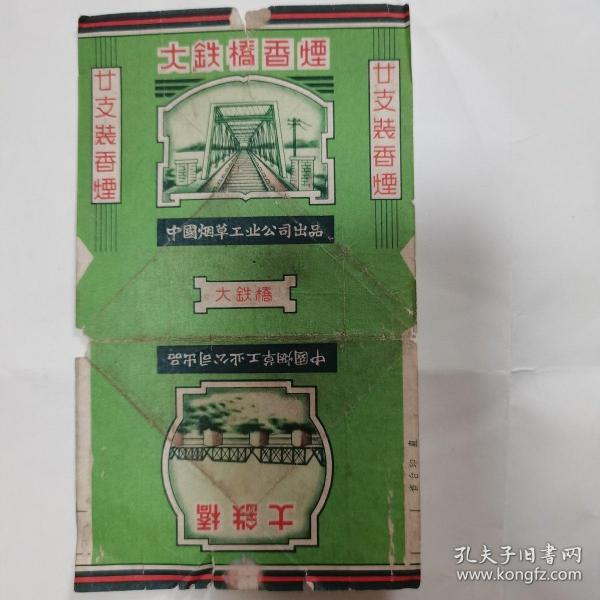 大鉄橋香煙
廿支裝香煙
廿支裝香煙
中國烟草工业公司出品
大鉄橋
中國烟草工业公司出品
大鉄橋
孔夫子旧書网
www.kongfz.com